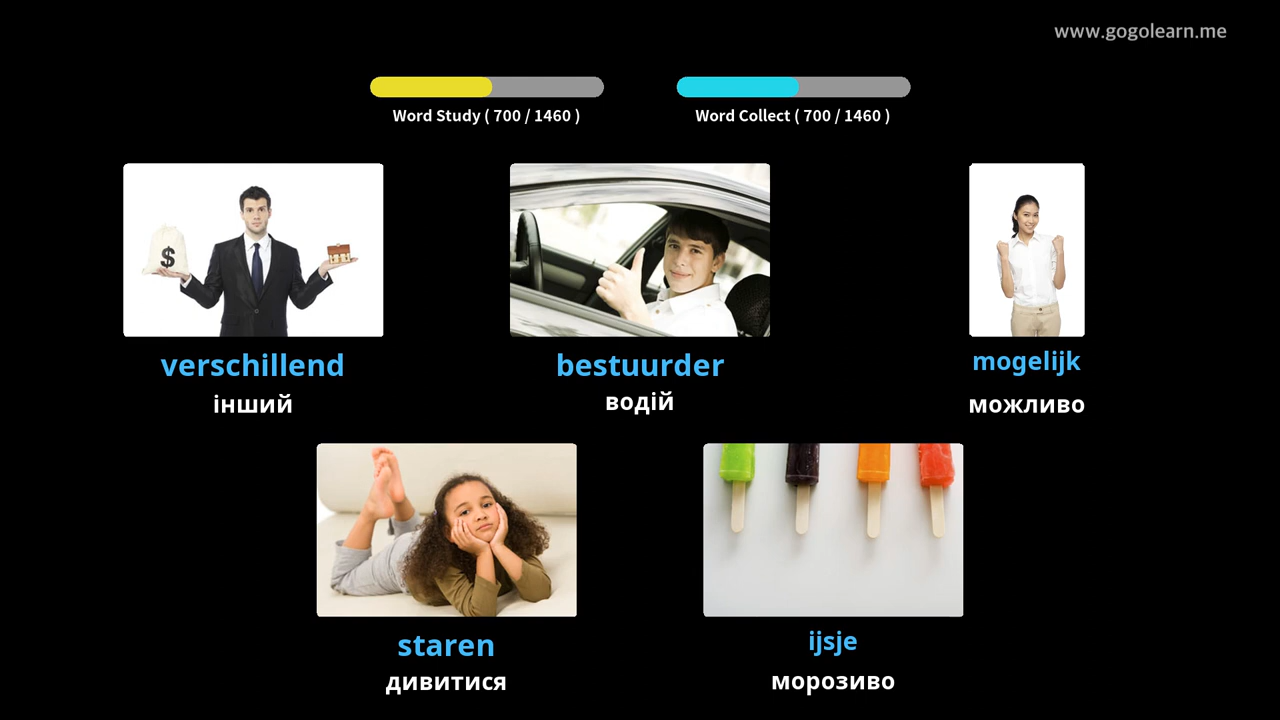 www.gogolearn.me
Word Study ( 700 / 1460 )
Word Collect ( 700 / 1460 )
$
verschillend
bestuurder
mogelijk
інший
водій
можливо
staren
ijsje
дивитися
морозиво